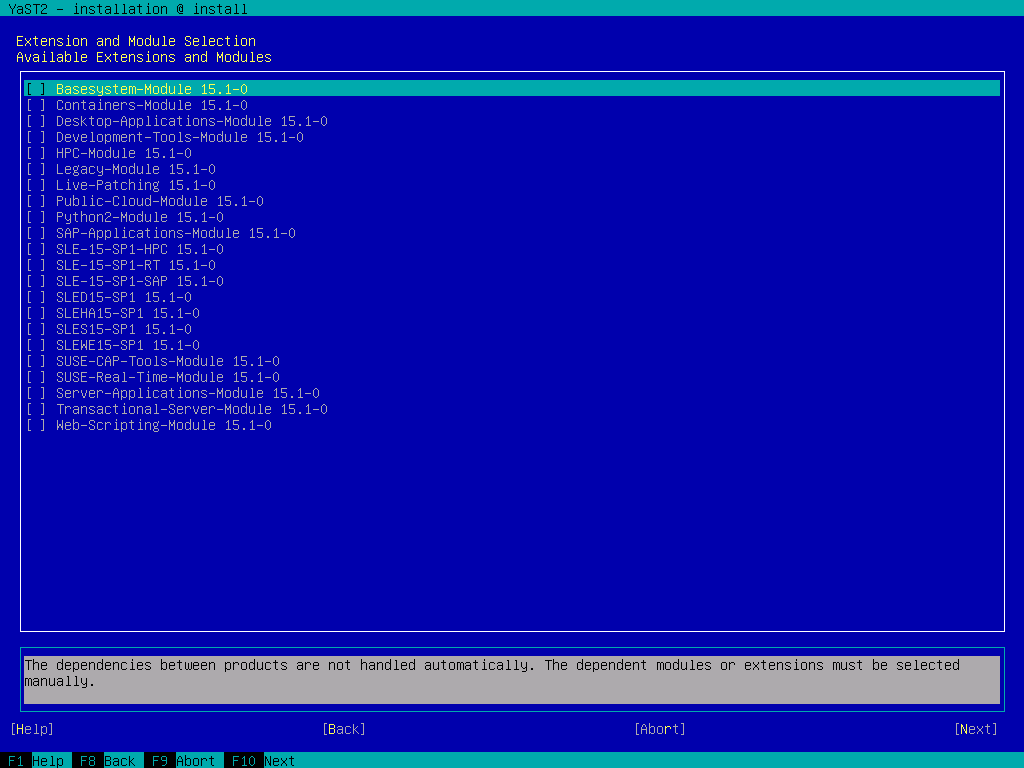 YaST2 - installation @ install
Extension and Module Selection
Available Extensions and Modules
[ ] Basesystem-Module 15.1-0
[ ] Containers-Module 15.1-0
[ ] Desktop-Applications-Module 15.1-0
[ ] Development-Tools-Module 15.1-0
[ ] HPC-Module 15.1-0
[ ] Legacy-Module 15.1-0
[ ] Live-Patching 15.1-0
[ ] Public-Cloud-Module 15.1-0
[ ] Python2-Module 15.1-0
[ ] SAP-Applications-Module 15.1-0
[ ] SLE-15-SP1-HPC 15.1-0
[ ] SLE-15-SP1-RT 15.1-0
[ ] SLE-15-SP1-SAP 15.1-0
[ ] SLED15-SP1 15.1-0
[ ] SLEHA15-SP1 15.1-0
[ ] SLES15-SP1 15.1-0
[ ] SLEWE15-SP1 15.1-0
[ ] SUSE-CAP-Tools-Module 15.1-0
[ ] SUSE-Real-Time-Module 15.1-0
[ ] Server-Applications-Module 15.1-0
[ ] Transactional-Server-Module 15.1-0
[ ] Web-Scripting-Module 15.1-0
The dependencies between products are not handled automatically. The dependent modules or extensions must be selected
manually.
[Help] [Back] [Abort] [Next]
F1 Help F8 Back F9 Abort F10 Next